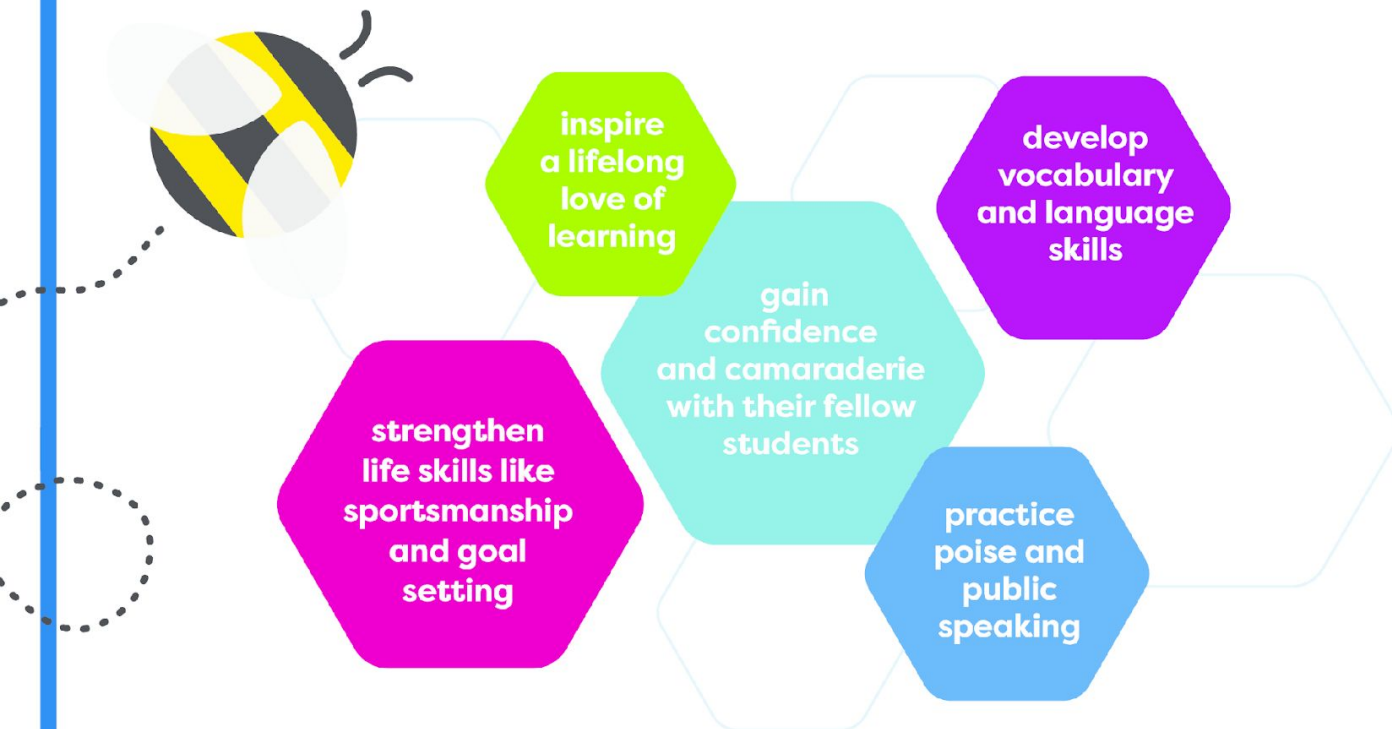 inspire
a lifelong
love of
learning
develop
vocabulary
and language
skills
gain
confidence
and camaraderie
with their fellow
students
strengthen
life skills like
sportsmanship
and goal
setting
practice
poise and
public
speaking